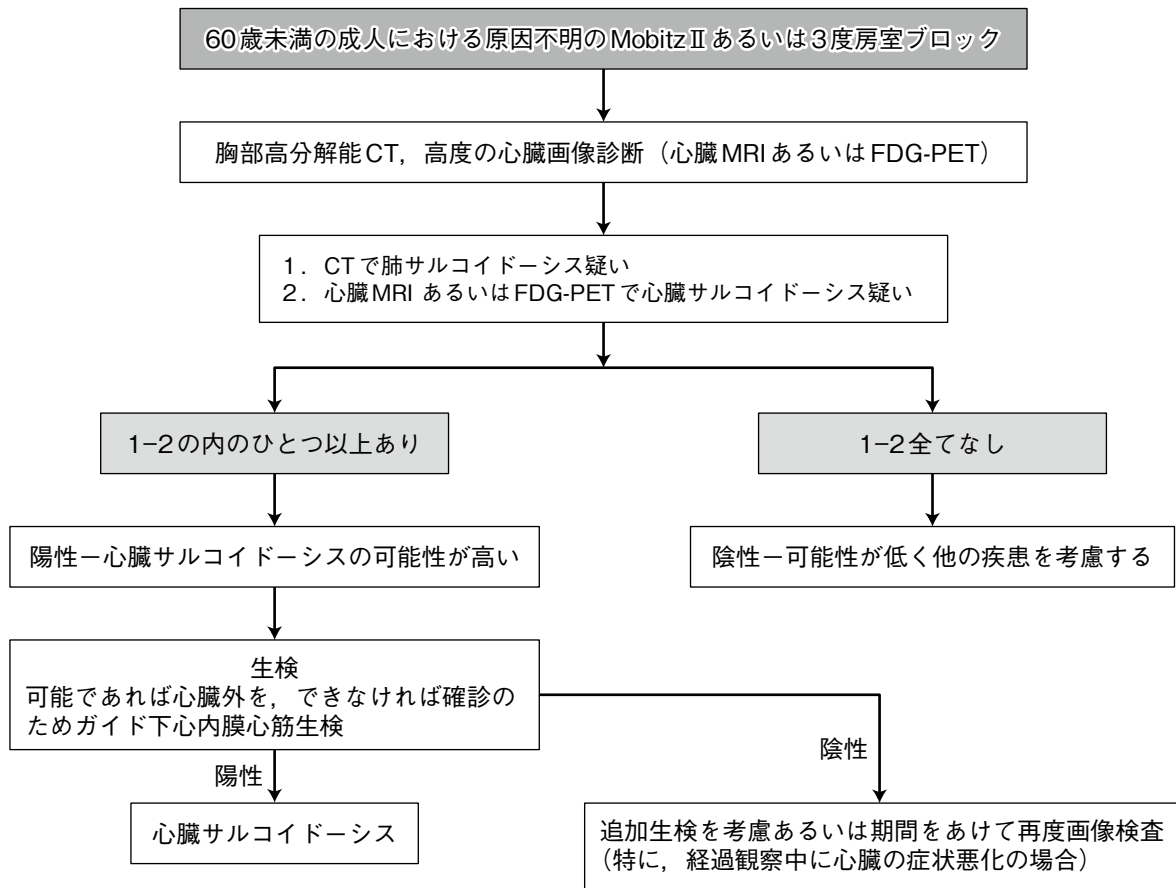 60歳未満の成人における原因不明のMobitzⅡあるいは3度房室ブロック
胸部高分解能CT，高度の心臓画像診断（心臓MRIあるいはFDG-PET）
1．CTで肺サルコイドーシス疑い
2．心臓MRI あるいはFDG-PETで心臓サルコイドーシス疑い
1−2の内のひとつ以上あり
1−2全てなし
陽性ー心臓サルコイドーシスの可能性が高い
陰性ー可能性が低く他の疾患を考慮する
生検
可能であれば心臓外を，できなければ確診の
ためガイド下心内膜心筋生検
陽性
陰性
心臓サルコイドーシス
追加生検を考慮あるいは期間をあけて再度画像検査
（特に，経過観察中に心臓の症状悪化の場合）